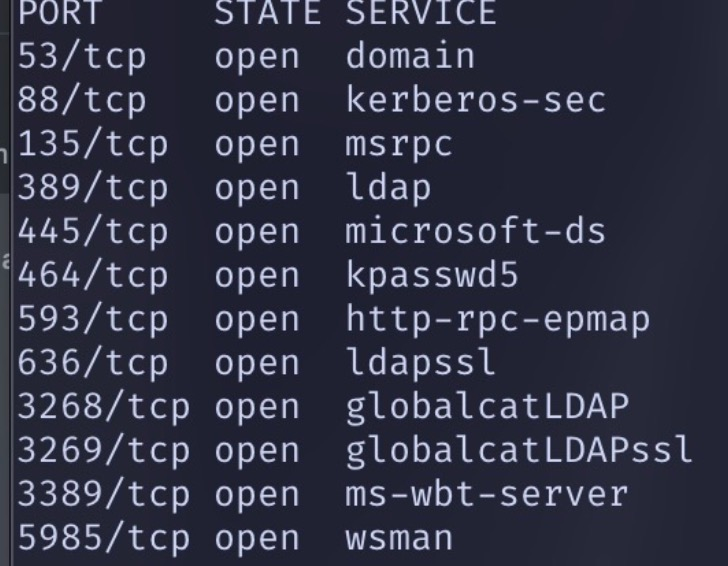 PORT STATE SERVICE
53/tcp open domain
88/tcp open kerberos-sec
135/tcp open msrpc
389/tcp open ldap
445/tcp open microsoft-ds
464/tcp open kpasswd5
593/tcp open http-rpc-epmap
636/tcp open ldapssl
3268/tcp open globalcatLDAP
3269/tcp open globalcatLDAPssl
3389/tcp open ms-wbt-server
5985/tcp open wsman